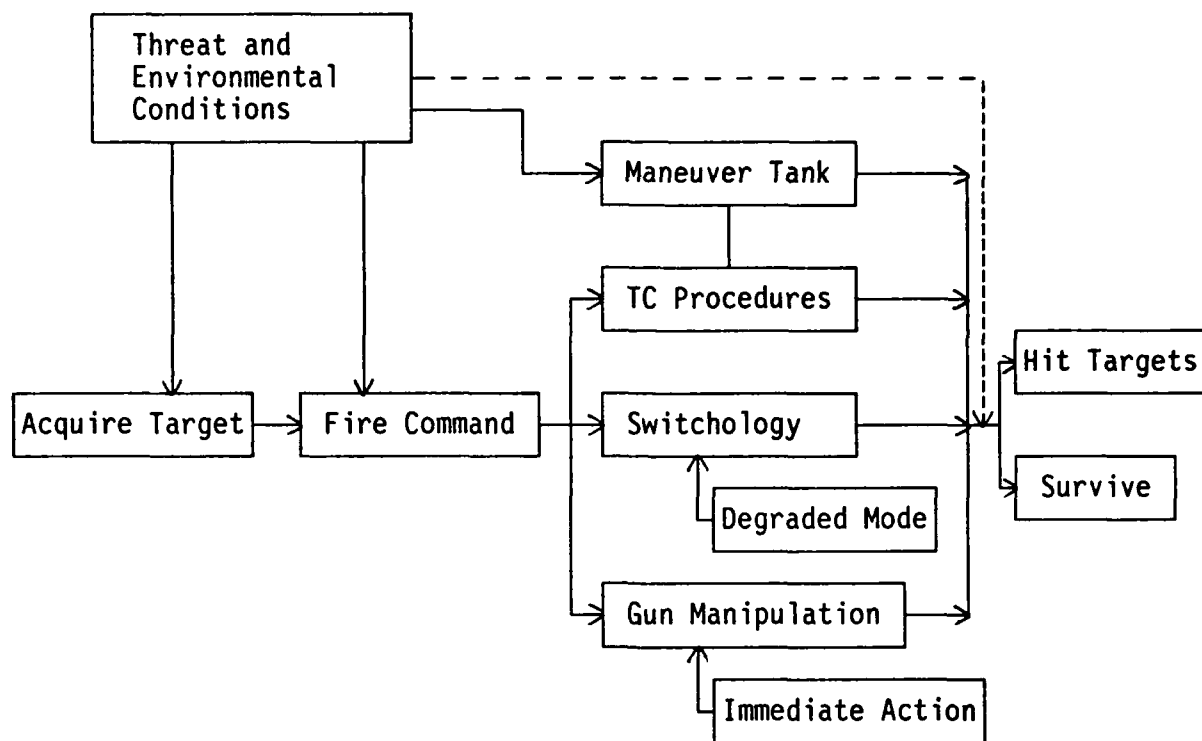 Threat and
Environmental
Conditions
Maneuver Tank
TC Procedures
Hit Targets
Acquire Target
Fire Command
Switchology
Survive
Degraded Mode
Gun Manipulation
Immediate Action